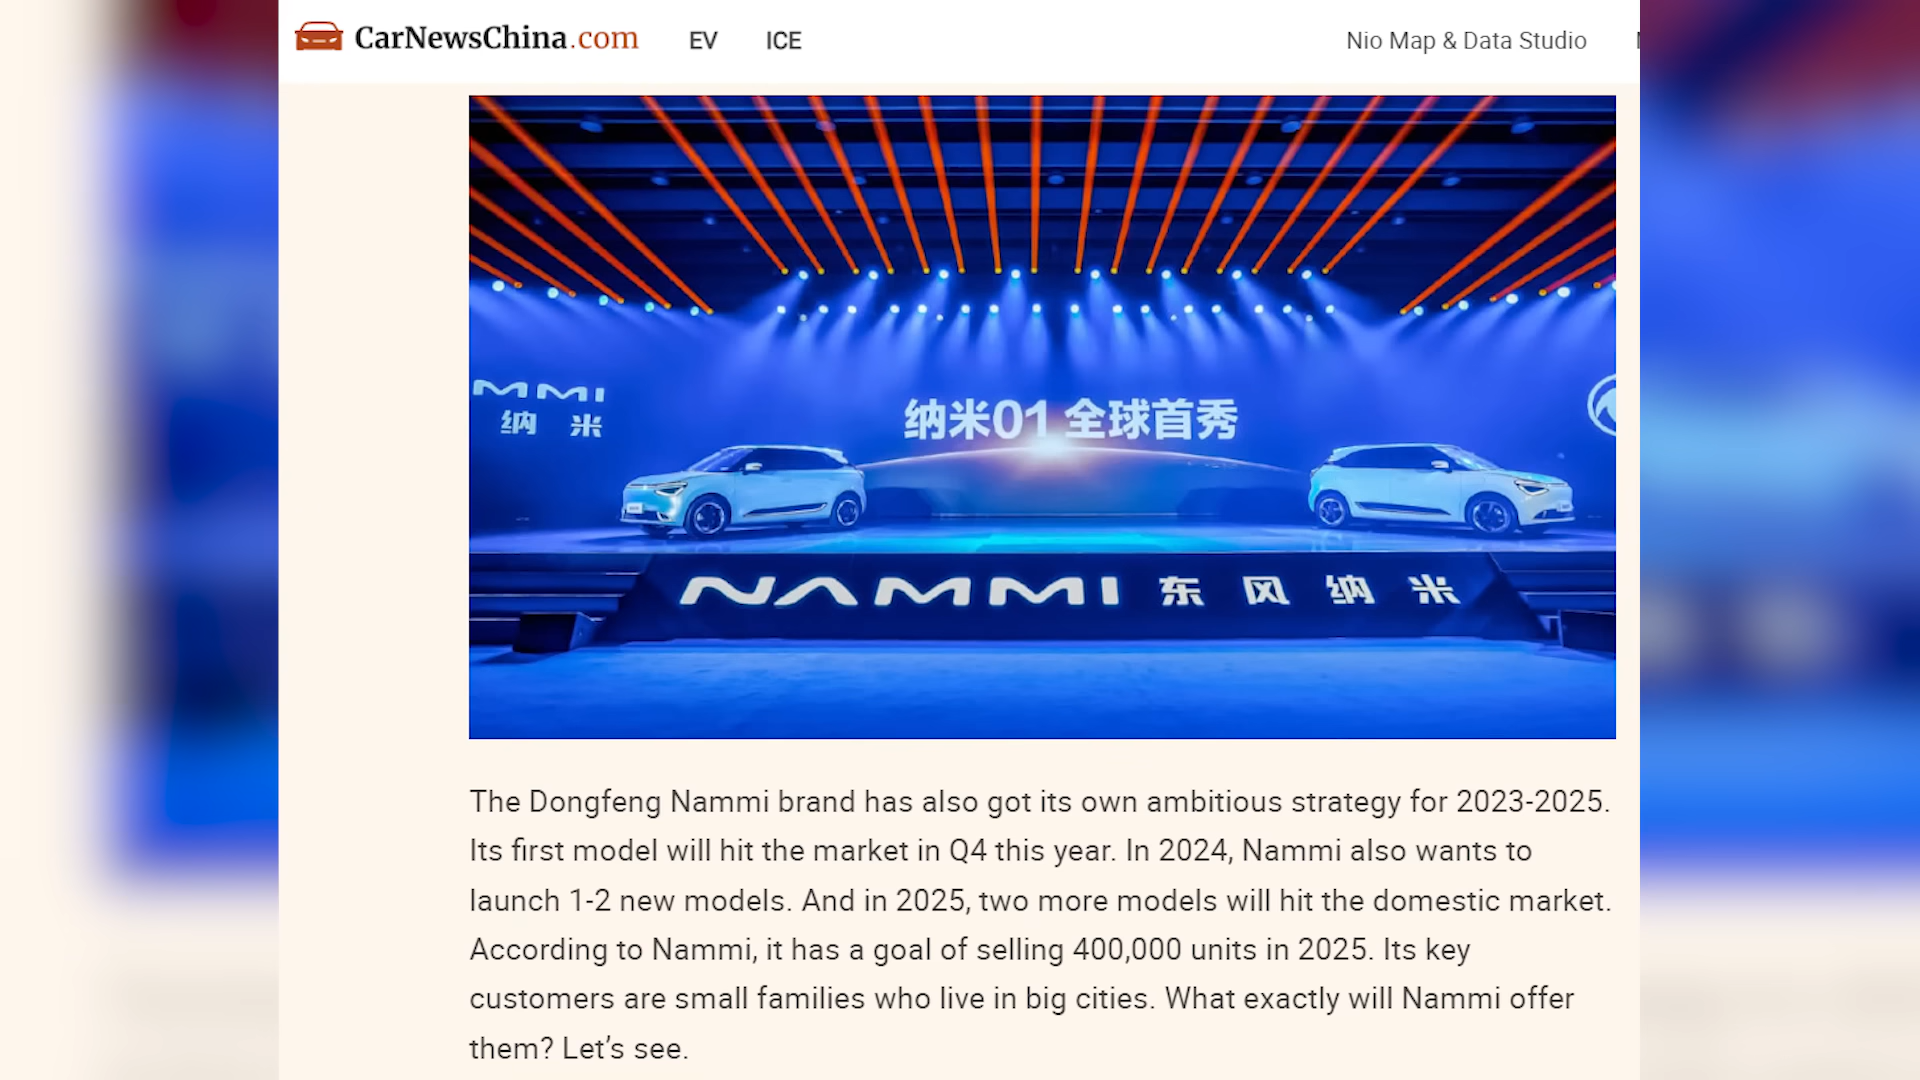 CarNewsChina.com EV ICE Nio Map & Data Studio
MMI
纳 米
纳米01 全球首秀
NAMMI 东风纳米
The Dongfeng Nammi brand has also got its own ambitious strategy for 2023-2025.
Its first model will hit the market in Q4 this year. In 2024, Nammi also wants to
launch 1-2 new models. And in 2025, two more models will hit the domestic market.
According to Nammi, it has a goal of selling 400,000 units in 2025. Its key
customers are small families who live in big cities. What exactly will Nammi offer
them? Let’s see.